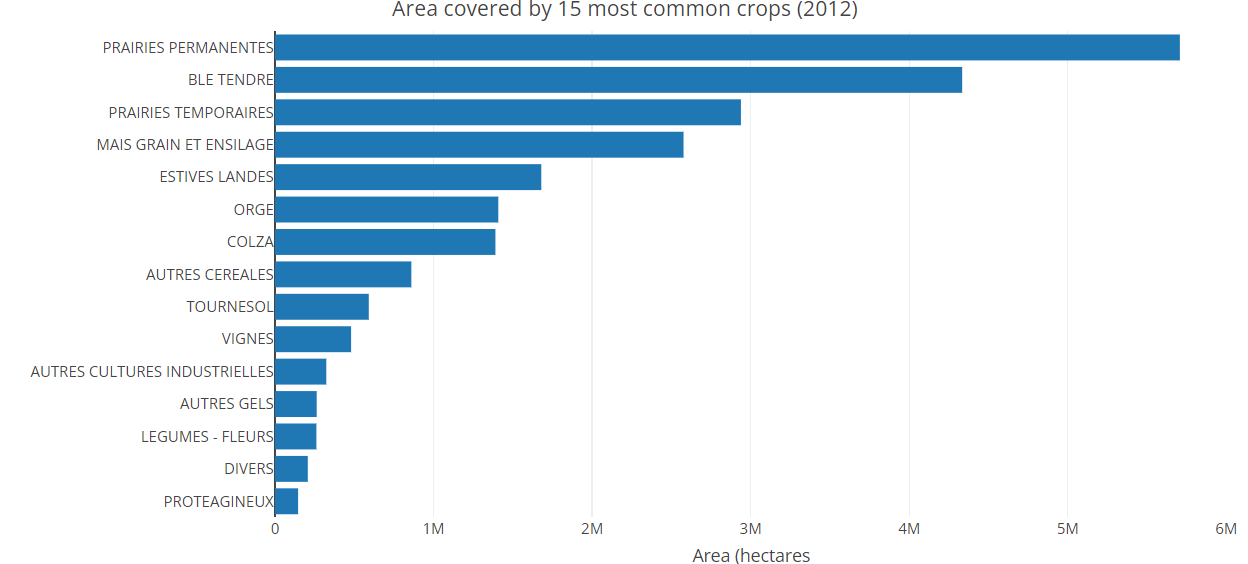 Area covered by 15 most common crops (2012)
PRAIRIES PERMANENTES
BLE TENDRE
PRAIRIES TEMPORAIRES
MAIS GRAIN ET ENSILAGE
ESTIVES LANDES
ORGE
COLZA
AUTRES CEREALES
TOURNESOL
VIGNES
AUTRES CULTURES INDUSTRIELLES
AUTRES GELS
LEGUMES - FLEURS
DIVERS
PROTEAGINEUX
0 1M 2M 3M 4M 5M 6M
Area (hectares